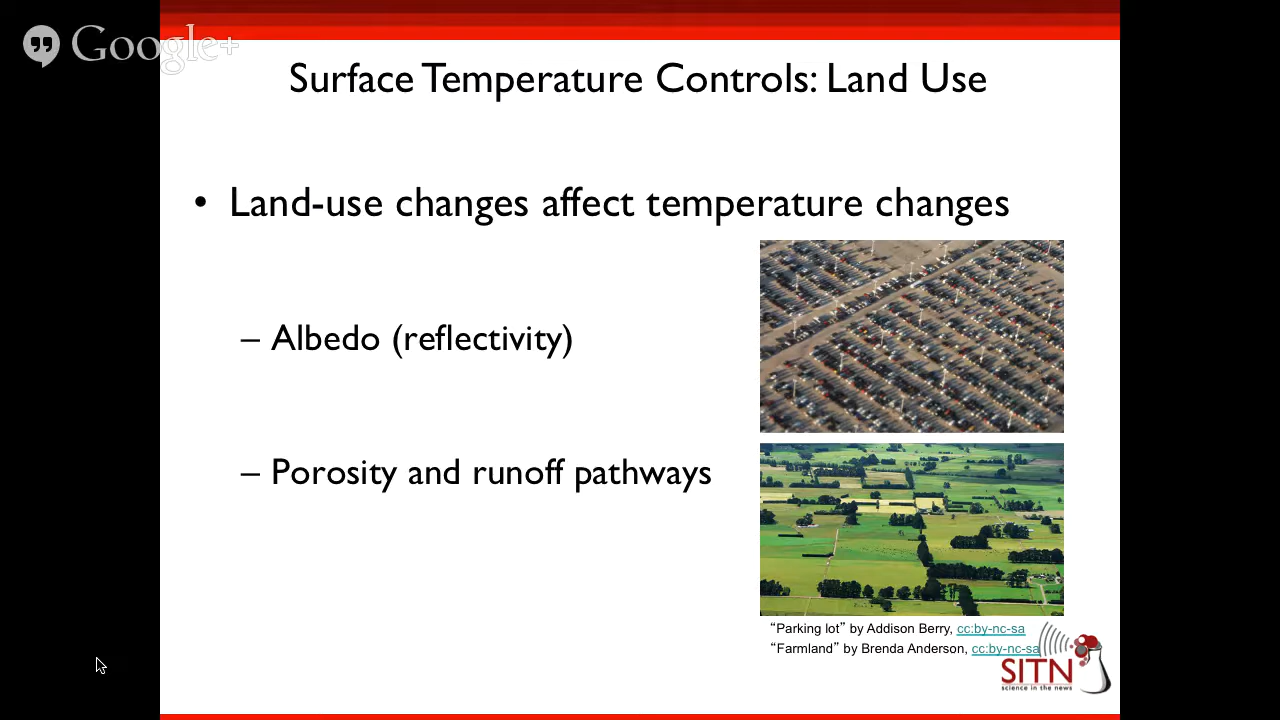 Google+
Surface Temperature Controls: Land Use
• Land-use changes affect temperature changes
– Albedo (reflectivity)
– Porosity and runoff pathways
“Parking lot” by Addison Berry, cc:by-nc-sa
“Farmland” by Brenda Anderson, cc:by-nc-sa
SITN
science in the news